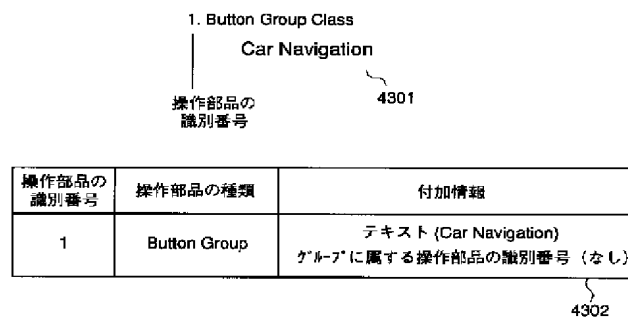 1. Button Group Class
Car Navigation
4301
操作部品の
識別番号
操作部品の
識別番号
操作部品の種類
付加情報
1
Button Group
テキスト (Car Navigation)
グループに属する操作部品の識別番号 (なし)
4302